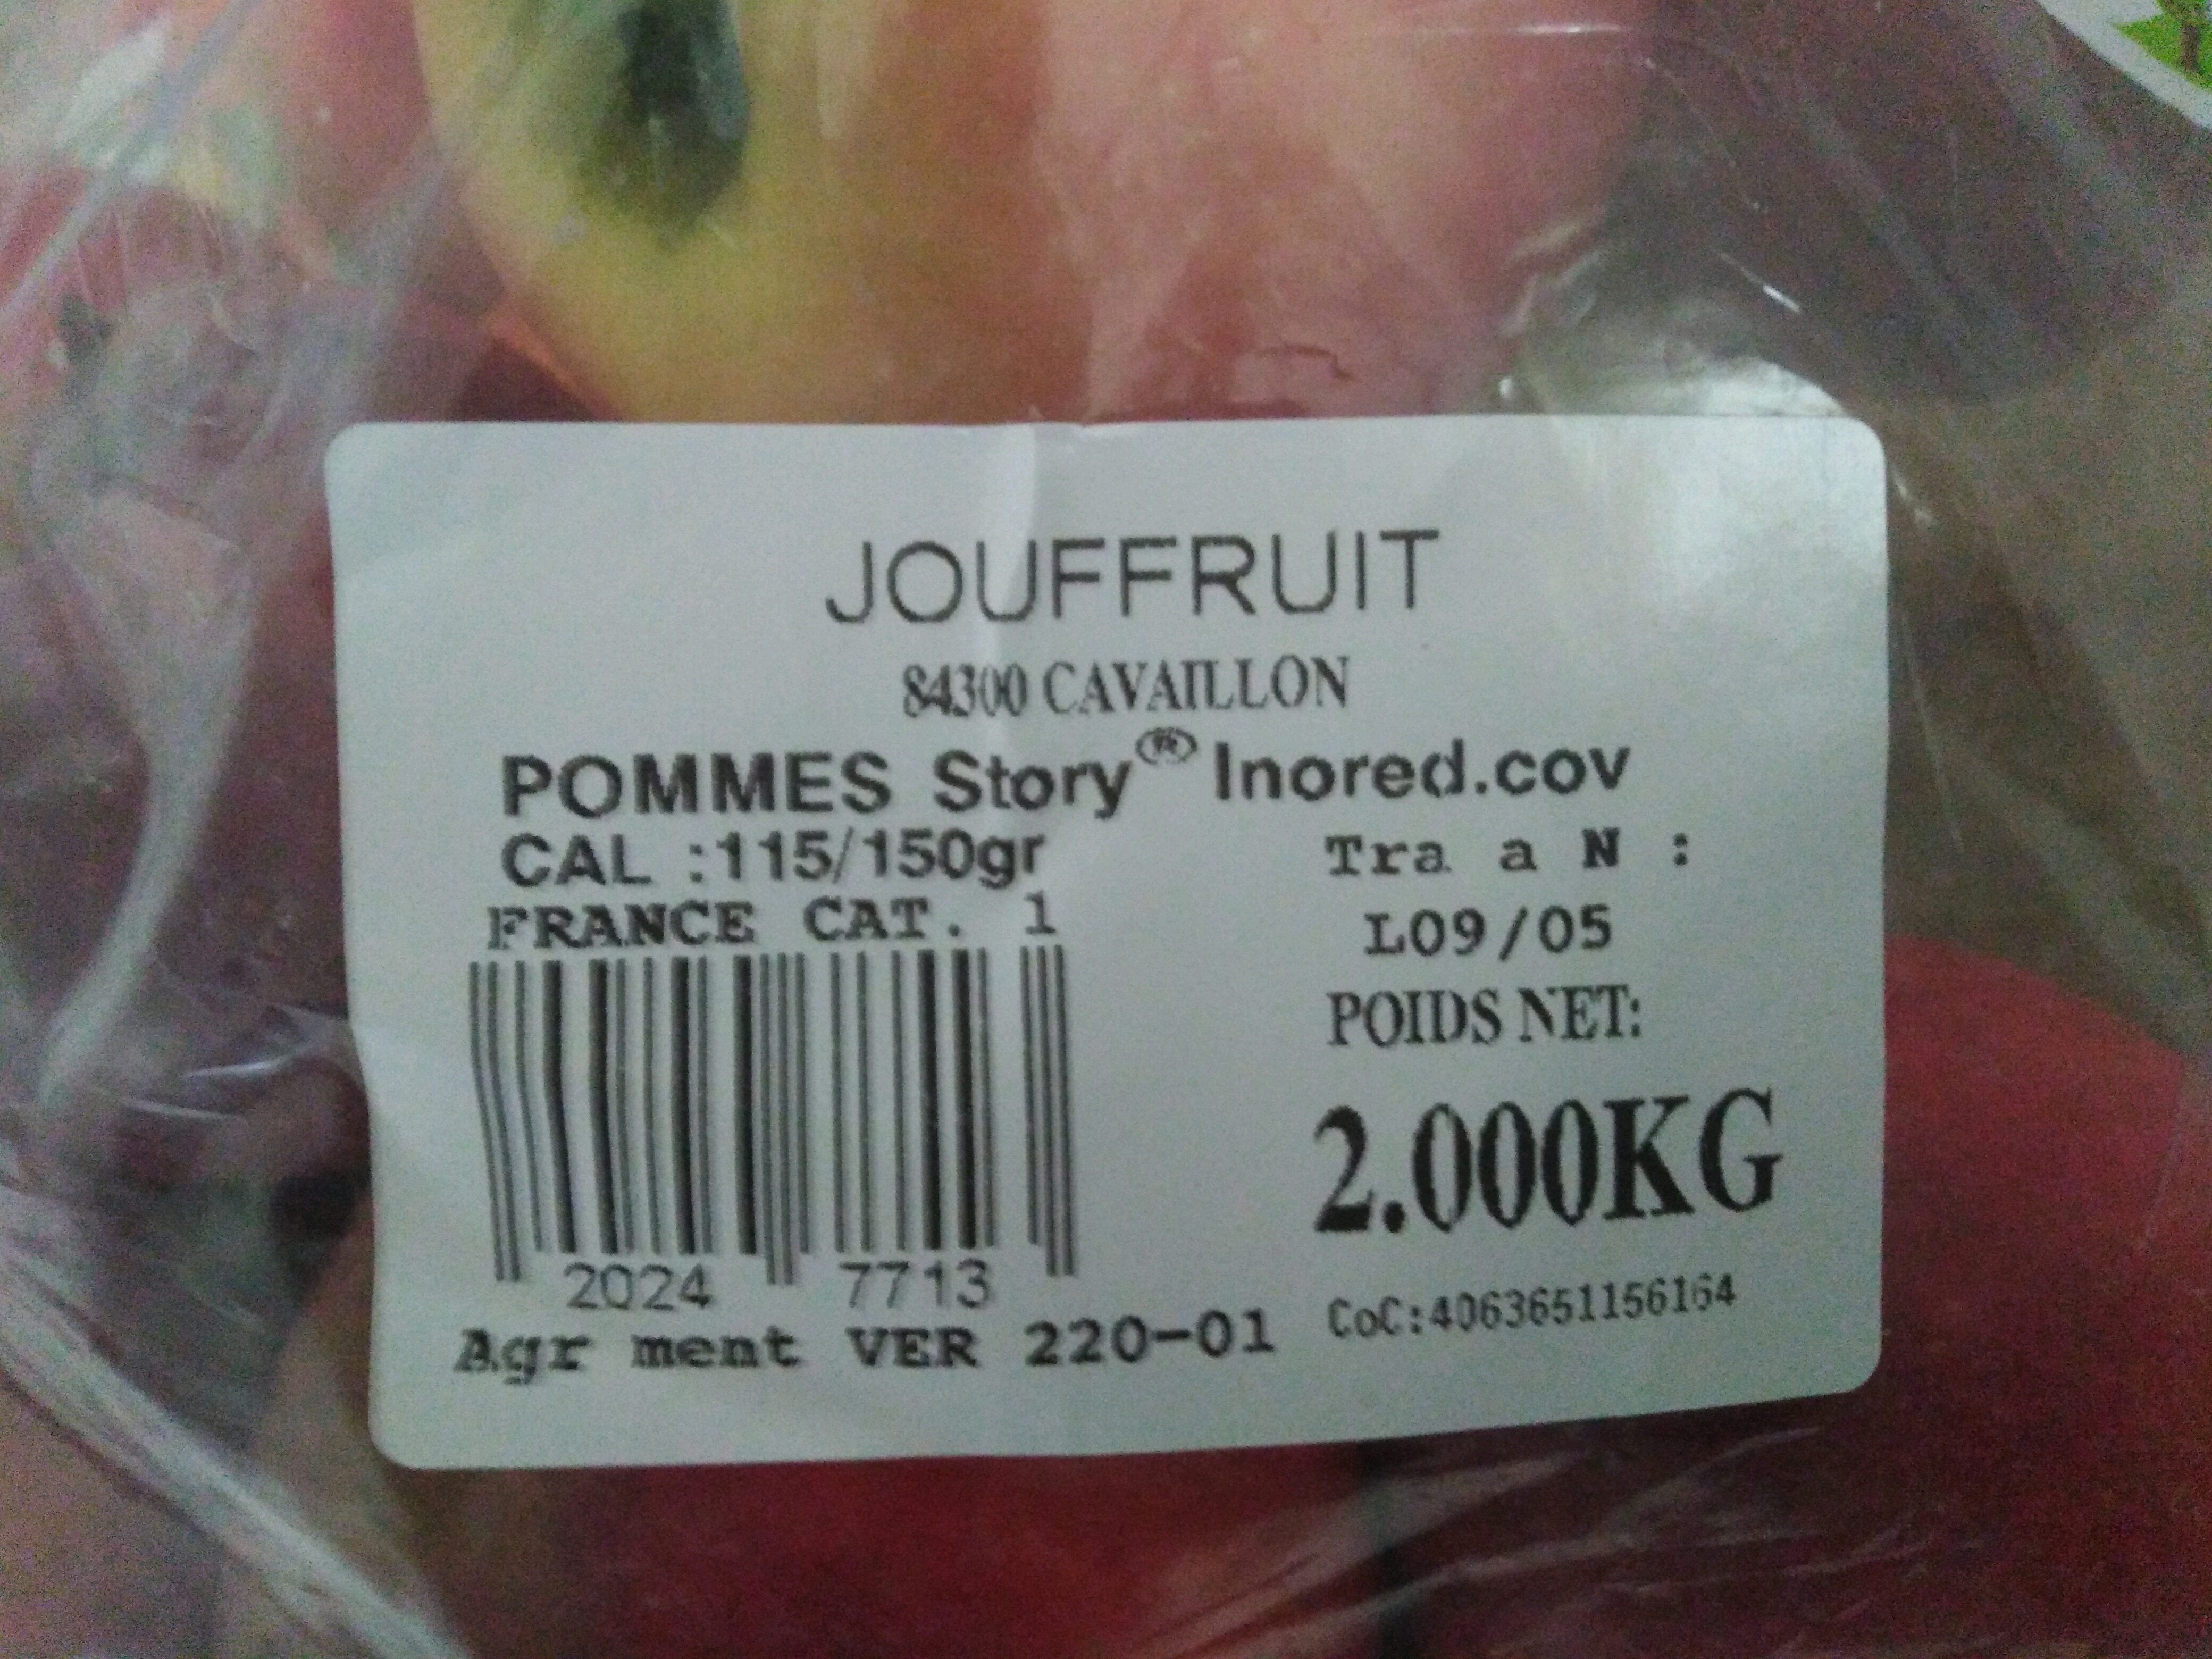 JOUFFRUIT
84300 CAVAILLON
POMMES Story® Inored.cov
CAL :115/150gr
FRANCE CAT. 1
Tra a N :
L09/05
POIDS NET:
2.000KG
2024 7713
Agr ment VER 220-01
CoC:4063651156164